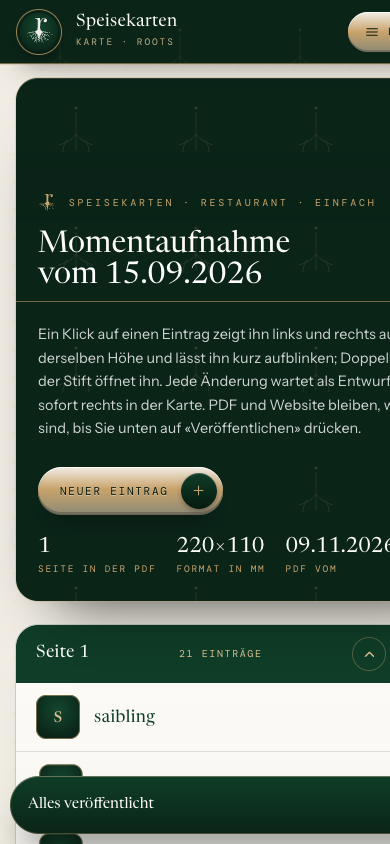 r
Speisekarten
KARTE · ROOTS
r SPEISEKARTEN · RESTAURANT · EINFACH
Momentaufnahme
vom 15.09.2026
Ein Klick auf einen Eintrag zeigt ihn links und rechts
derselben Höhe und lässt ihn kurz aufblinken;
der Stift öffnet ihn. Jede Änderung wartet als
sofort rechts in der Karte. PDF und Website bleiben,
sind, bis Sie unten auf «Veröffentlichen» drücken.
NEUER EINTRAG +
1 220×110 09.11.2026
SEITE IN DER PDF FORMAT IN MM PDF VOM
Seite 1 21 EINTRÄGE
S saibling
Alles veröffentlicht